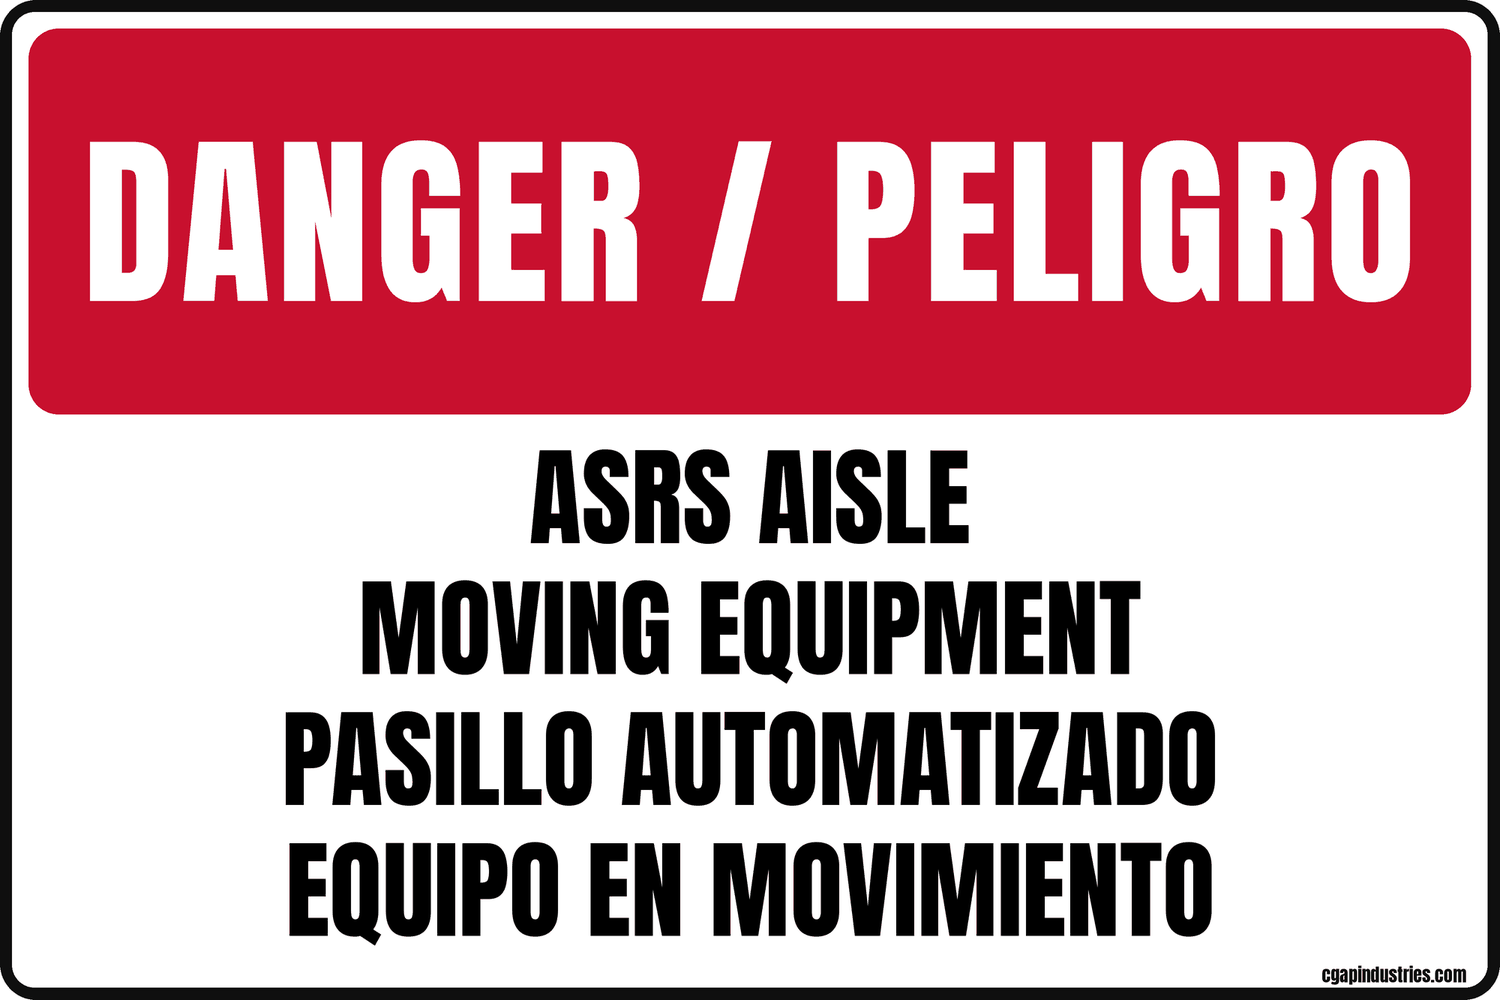 DANGER / PELIGRO
ASRS AISLE
MOVING EQUIPMENT
PASILLO AUTOMATIZADO
EQUIPO EN MOVIMIENTO
cgapindustries.com